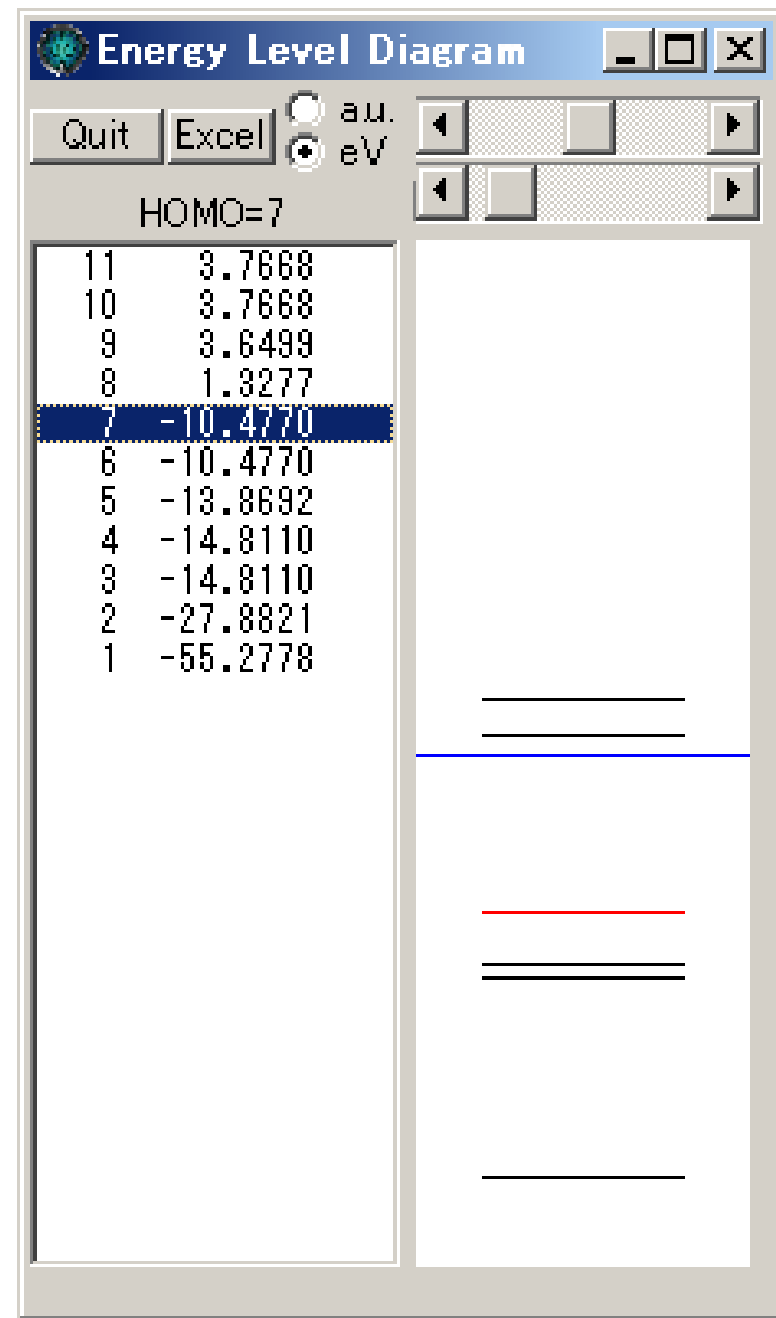 Energy Level Diagram
Quit Excel a.u.
eV
HOMO=7
11 3.7668
10 3.7668
9 3.6499
8 1.3277
7 -10.4770
6 -10.4770
5 -13.8692
4 -14.8110
3 -14.8110
2 -27.8821
1 -55.2778